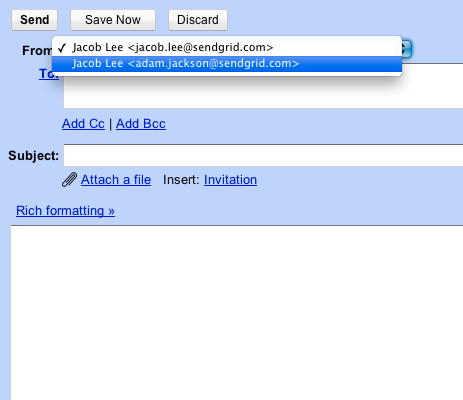 Send Save Now Discard
From
✓ Jacob Lee <jacob.lee@sendgrid.com>
Jacob Lee <adam.jackson@sendgrid.com>
To:
Add Cc | Add Bcc
Subject:
Attach a file Insert: Invitation
Rich formatting »